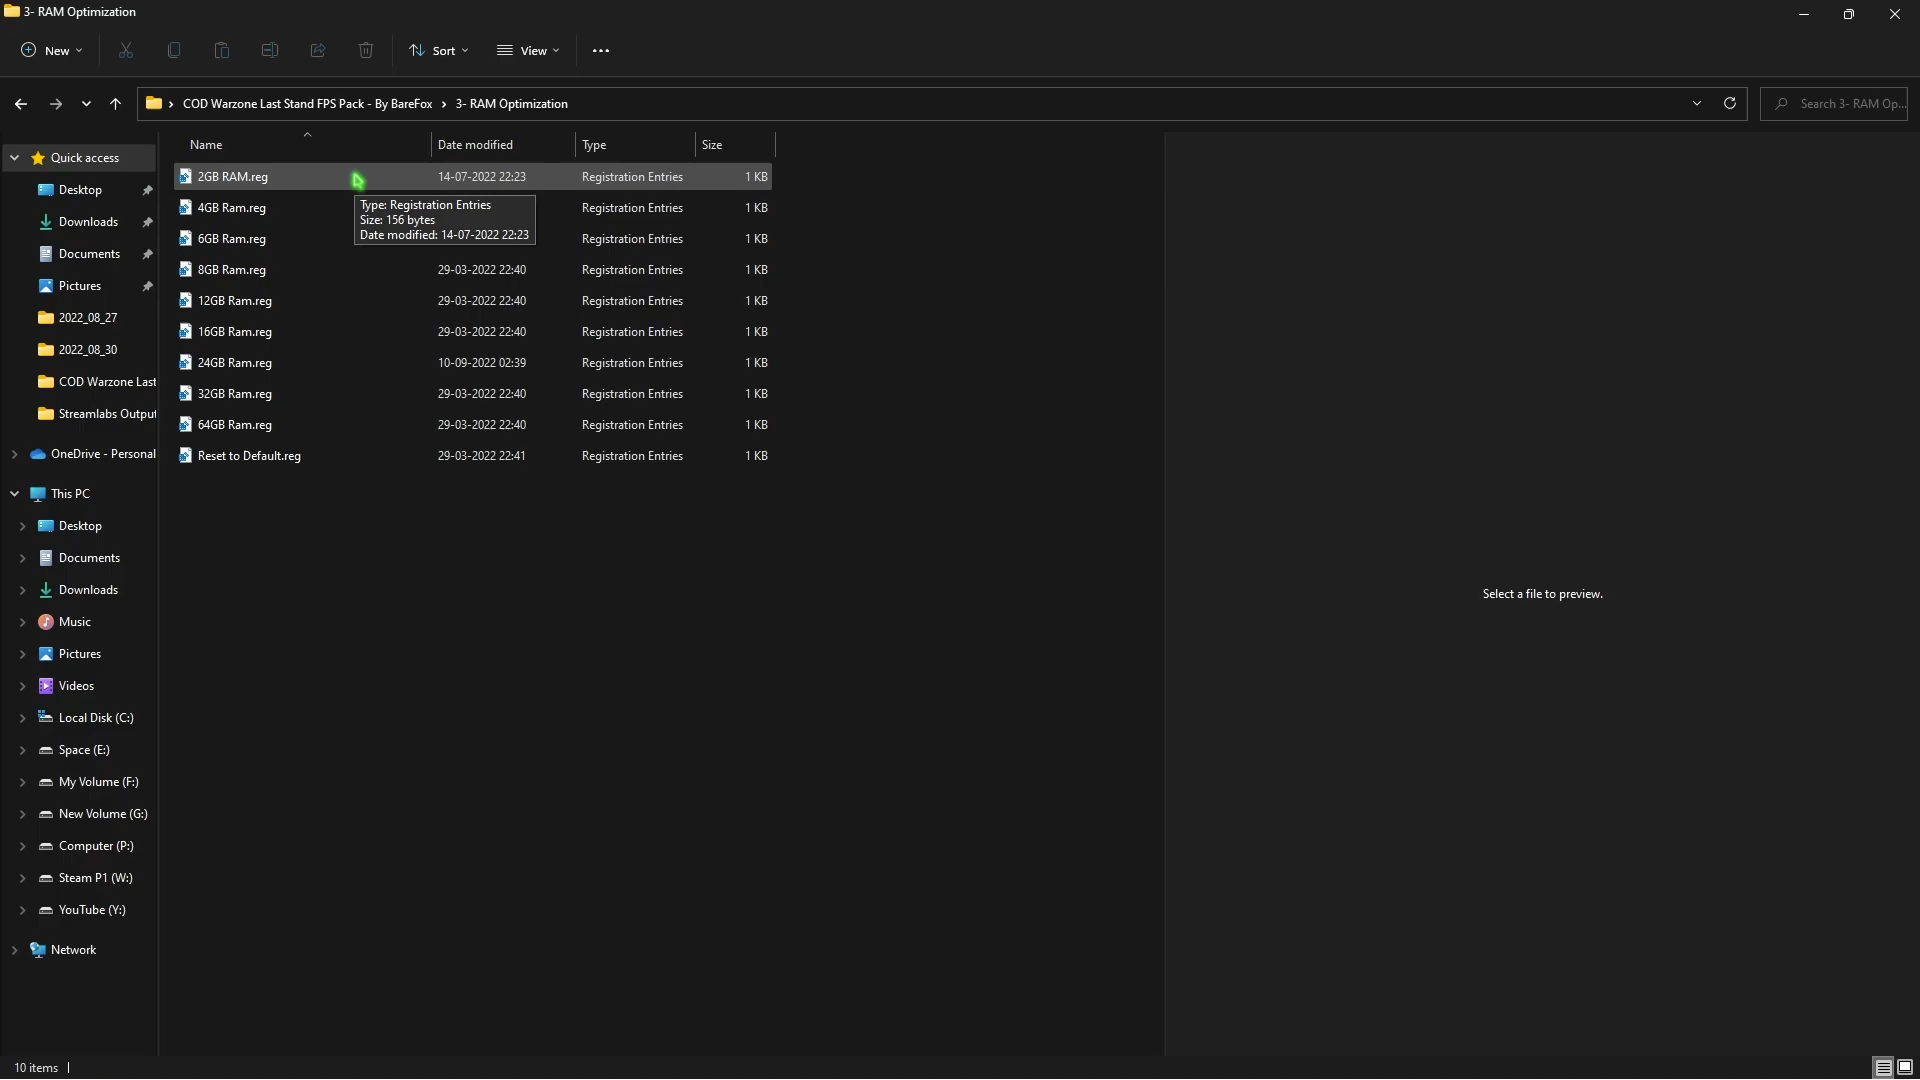 3- RAM Optimization
New
Sort
View
COD Warzone Last Stand FPS Pack - By BareFox
3- RAM Optimization
Search 3- RAM Op...
Name
Date modified
Type
Size
Quick access
Desktop
Downloads
Documents
Pictures
2022_08_27
2022_08_30
COD Warzone Last
Streamlabs Output
OneDrive - Personal
This PC
Desktop
Documents
Downloads
Music
Pictures
Videos
Local Disk (C:)
Space (E:)
My Volume (F:)
New Volume (G:)
Computer (P:)
Steam P1 (W:)
YouTube (Y:)
Network
2GB RAM.reg 14-07-2022 22:23 Registration Entries 1 KB
4GB Ram.reg Registration Entries 1 KB
6GB Ram.reg Registration Entries 1 KB
8GB Ram.reg 29-03-2022 22:40 Registration Entries 1 KB
12GB Ram.reg 29-03-2022 22:40 Registration Entries 1 KB
16GB Ram.reg 29-03-2022 22:40 Registration Entries 1 KB
24GB Ram.reg 10-09-2022 02:39 Registration Entries 1 KB
32GB Ram.reg 29-03-2022 22:40 Registration Entries 1 KB
64GB Ram.reg 29-03-2022 22:40 Registration Entries 1 KB
Reset to Default.reg 29-03-2022 22:41 Registration Entries 1 KB
Type: Registration Entries
Size: 156 bytes
Date modified: 14-07-2022 22:23
Select a file to preview.
10 items